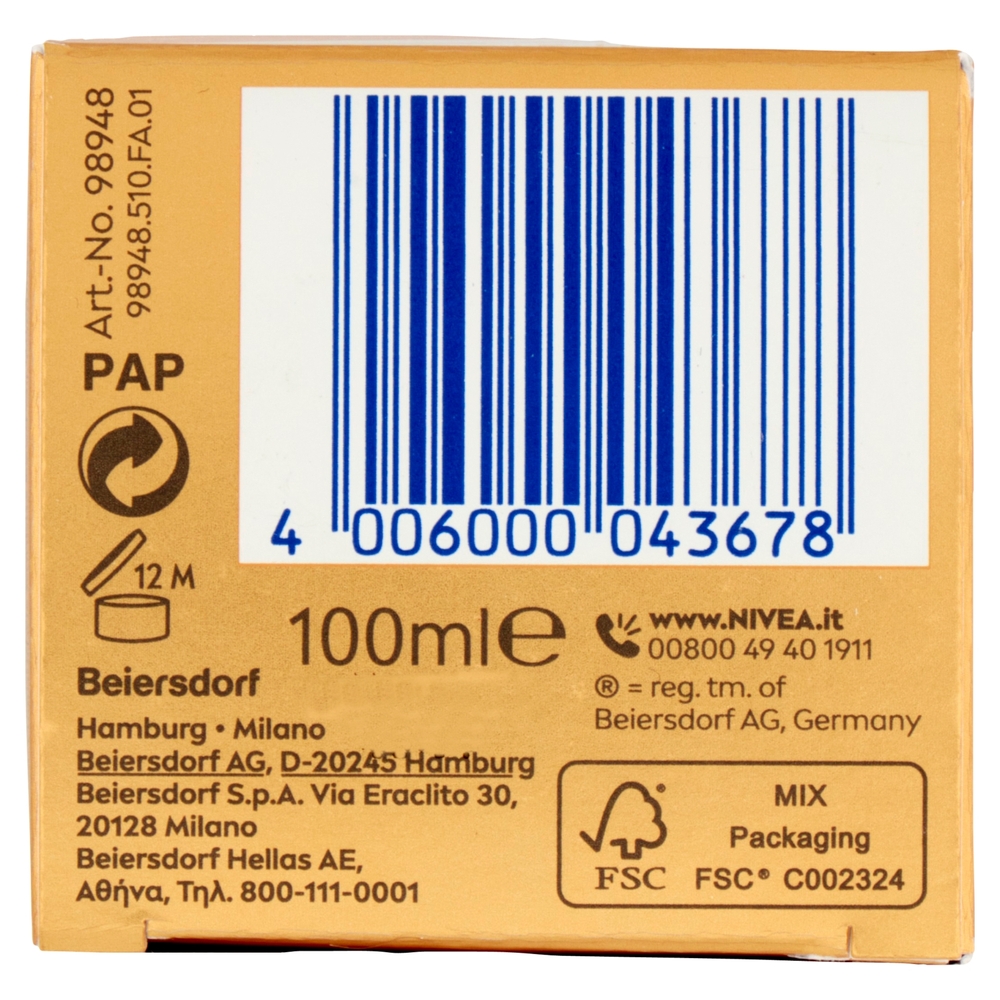 Art.-No. 98948
98948.510.FA.01
PAP
12 M
4 006000 043678
100ml e
www.NIVEA.it
00800 49 40 1911
® = reg. tm. of
Beiersdorf AG, Germany
Beiersdorf
Hamburg • Milano
Beiersdorf AG, D-20245 Hamburg
Beiersdorf S.p.A. Via Eraclito 30,
20128 Milano
Beiersdorf Hellas AE,
Αθήνα, Τηλ. 800-111-0001
FSC
MIX
Packaging
FSC® C002324